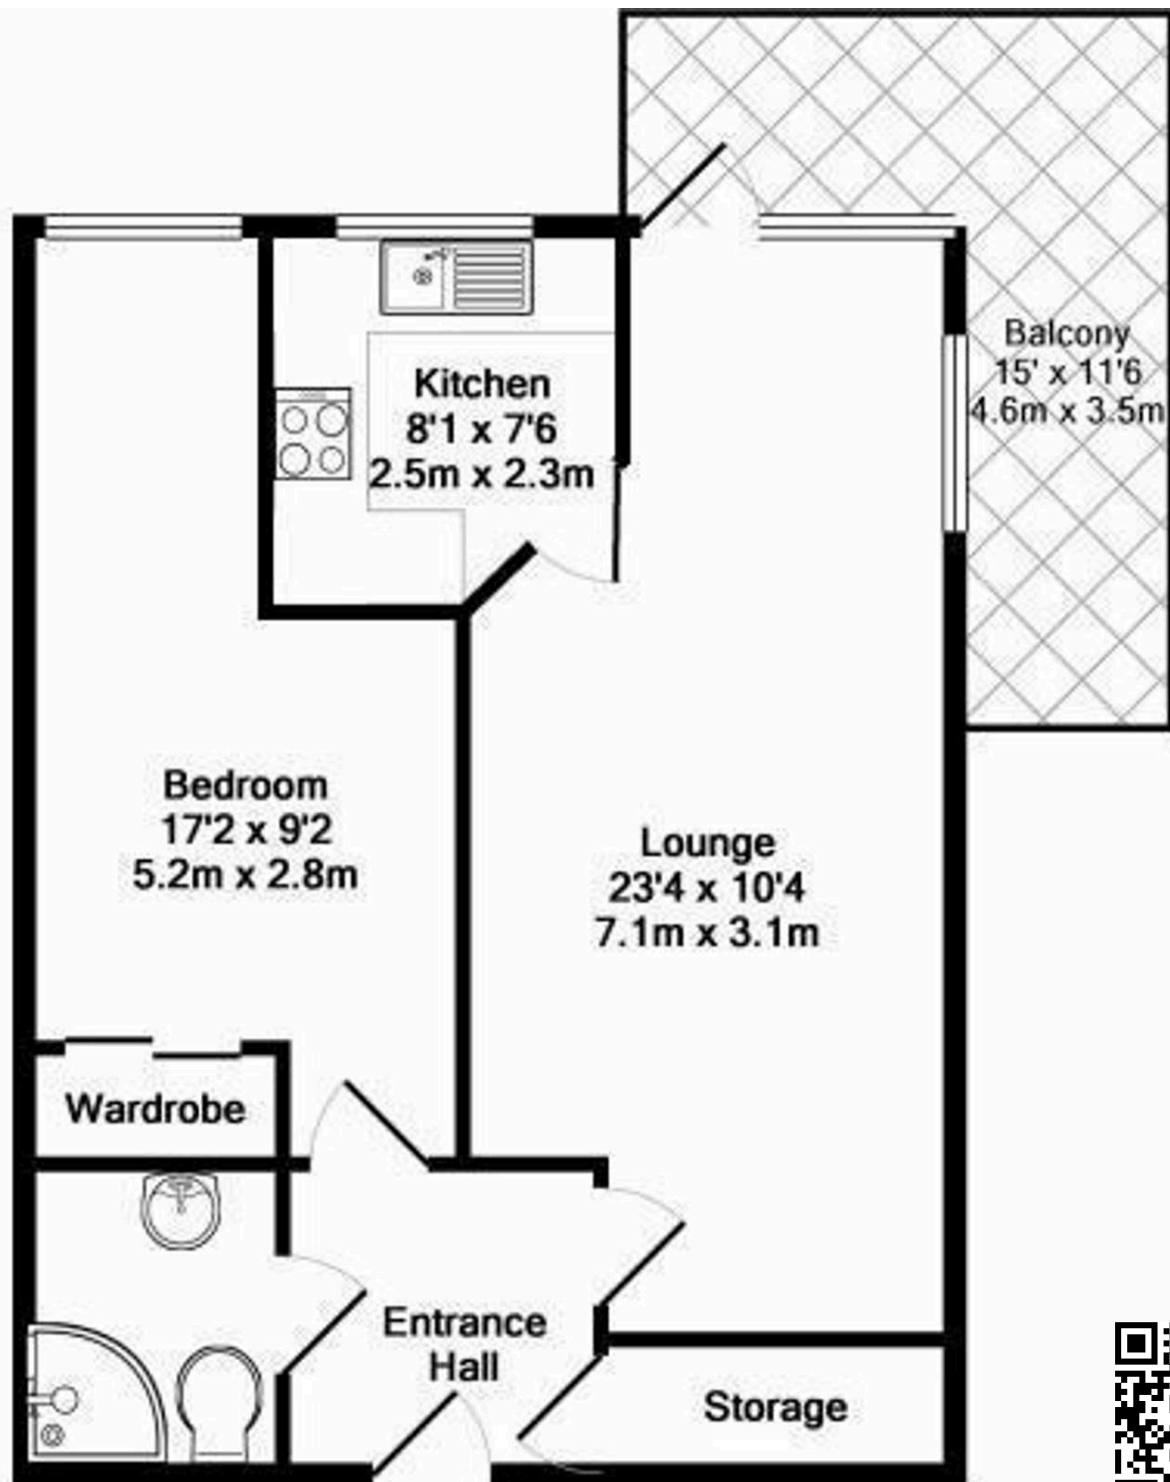 Balcony
15' x 11'6
4.6m x 3.5m
Kitchen
8'1 x 7'6
2.5m x 2.3m
Bedroom
17'2 x 9'2
5.2m x 2.8m
Lounge
23'4 x 10'4
7.1m x 3.1m
Wardrobe
Entrance
Hall
Storage